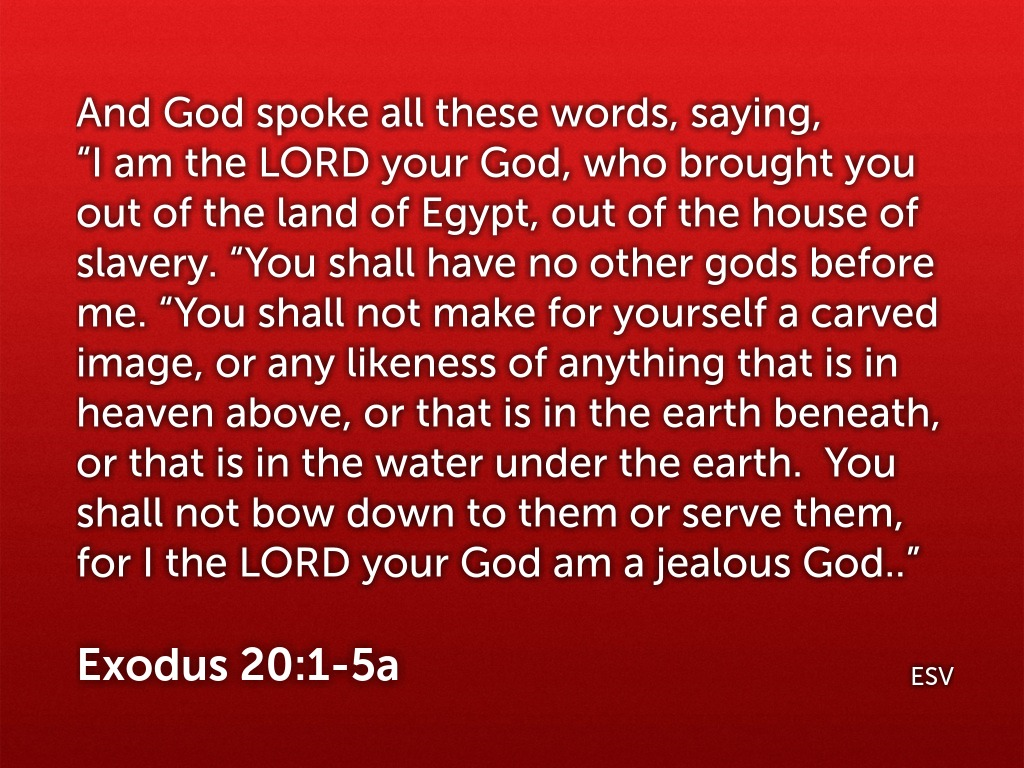 And God spoke all these words, saying,
“I am the LORD your God, who brought you
out of the land of Egypt, out of the house of
slavery. “You shall have no other gods before
me. “You shall not make for yourself a carved
image, or any likeness of anything that is in
heaven above, or that is in the earth beneath,
or that is in the water under the earth.  You
shall not bow down to them or serve them,
for I the LORD your God am a jealous God..”
Exodus 20:1-5a
ESV